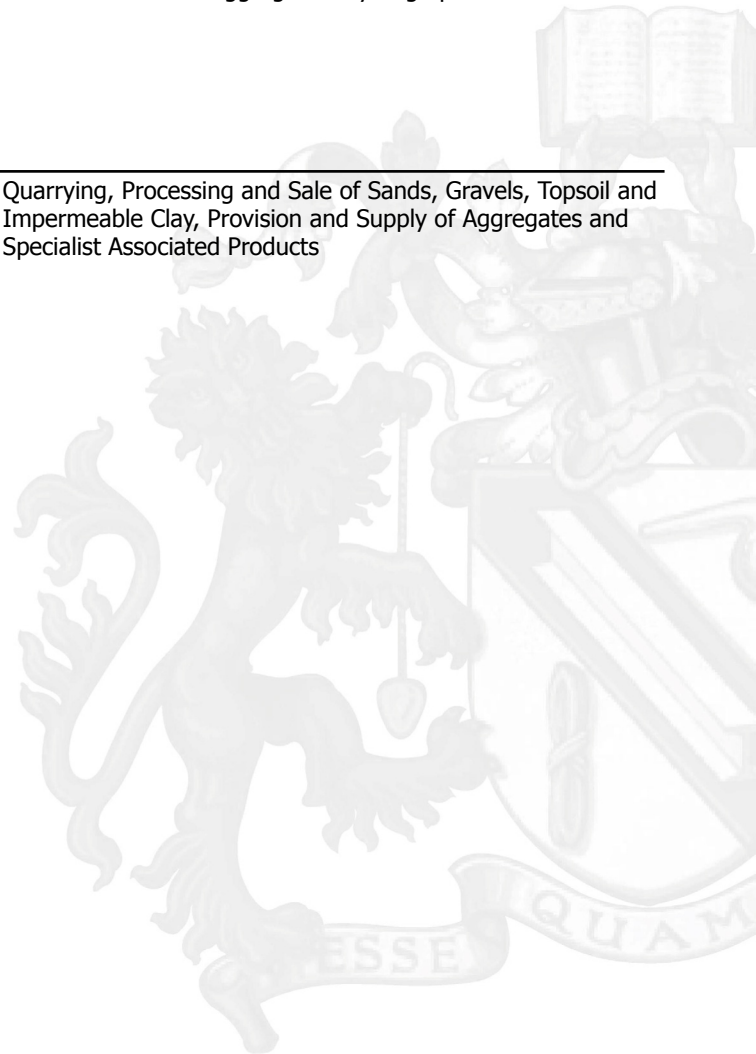 Quarrying, Processing and Sale of Sands, Gravels, Topsoil and
Impermeable Clay, Provision and Supply of Aggregates and
Specialist Associated Products
ESSE
QUAM